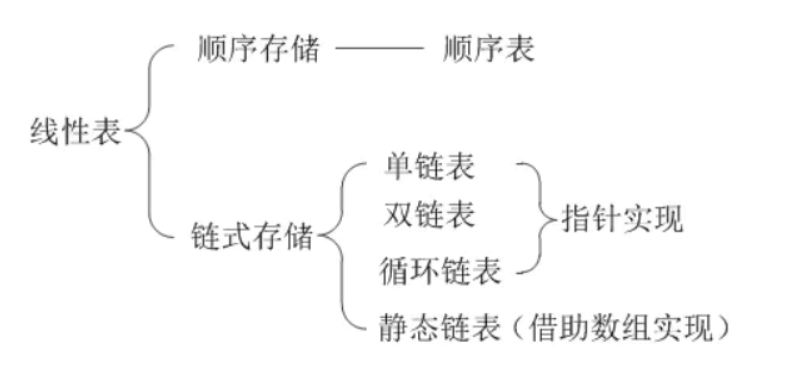 顺序存储 顺序表
线性表
单链表
双链表
指针实现
链式存储
循环链表
静态链表(借助数组实现)